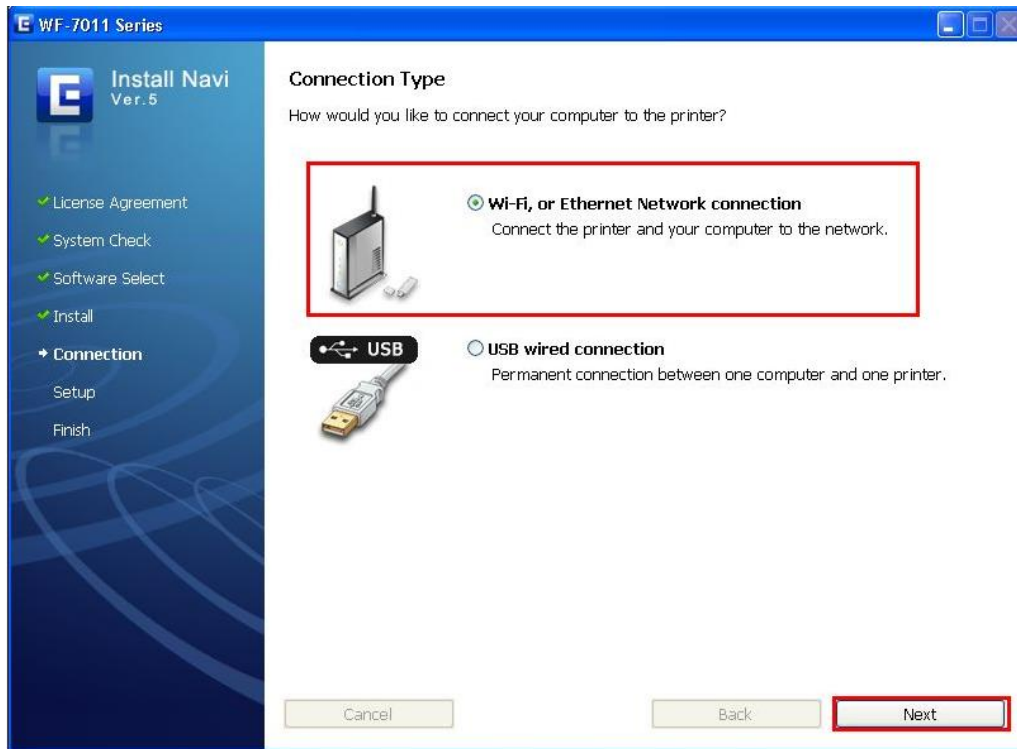 WF-7011 Series
Install Navi
Ver.5
License Agreement
System Check
Software Select
Install
Connection
Setup
Finish
Connection Type
How would you like to connect your computer to the printer?
Wi-Fi, or Ethernet Network connection
Connect the printer and your computer to the network.
USB
USB wired connection
Permanent connection between one computer and one printer.
Cancel
Back
Next